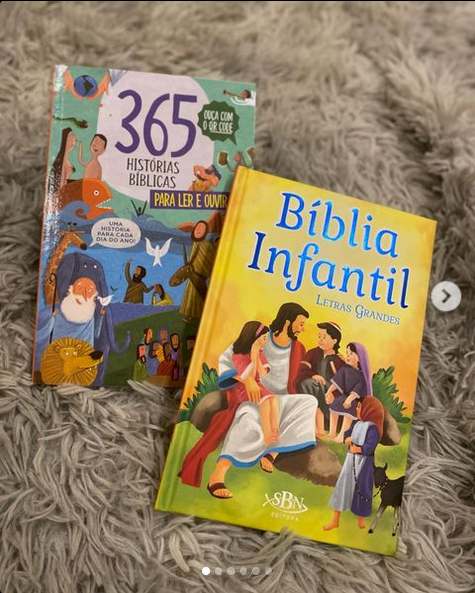 365
HISTÓRIAS
BÍBLICAS
PARA LER E OUVIR
OUÇA COM
O QR CODE
UMA
HISTÓRIA
PARA CADA
DIA DO ANO!
Bíblia
Infantil
LETRAS GRANDES
SBN
EDITORA